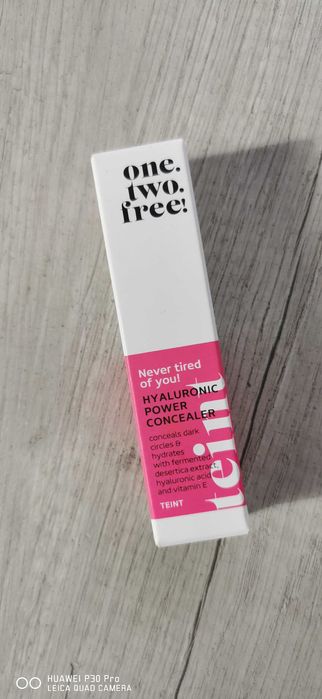 one.
two.
free!
Never tired
of you!
HYALURONIC
POWER
CONCEALER
conceals dark
circles &
hydrates
with fermented
desertica extract,
hyaluronic acid
and vitamin E
TEINT
teint
HUAWEI P30 Pro
LEICA QUAD CAMERA